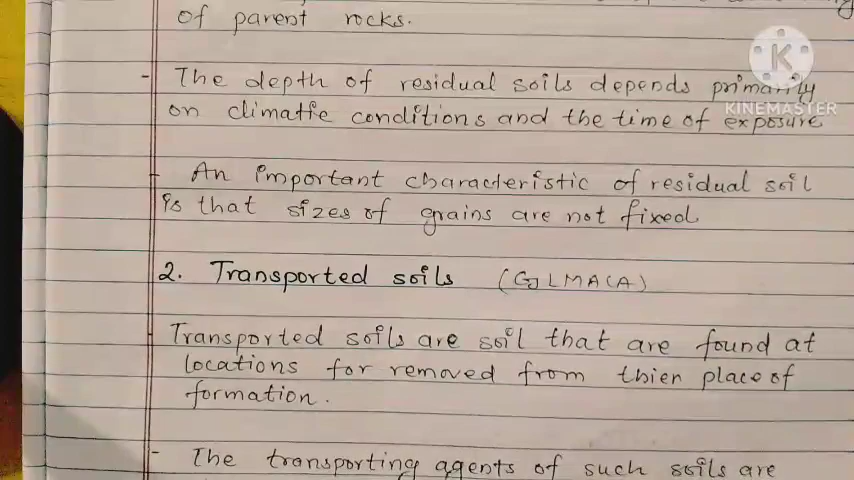 of parent rocks.
- The depth of residual soils depends primarily
on climatic conditions and the time of exposure
- An important characteristic of residual soil
is that sizes of grains are not fixed
2. Transported soils (GLMACA)
- Transported soils are soil that are found at
locations for removed from thier place of
formation.
- The transporting agents of such soils are
KINEMASTER